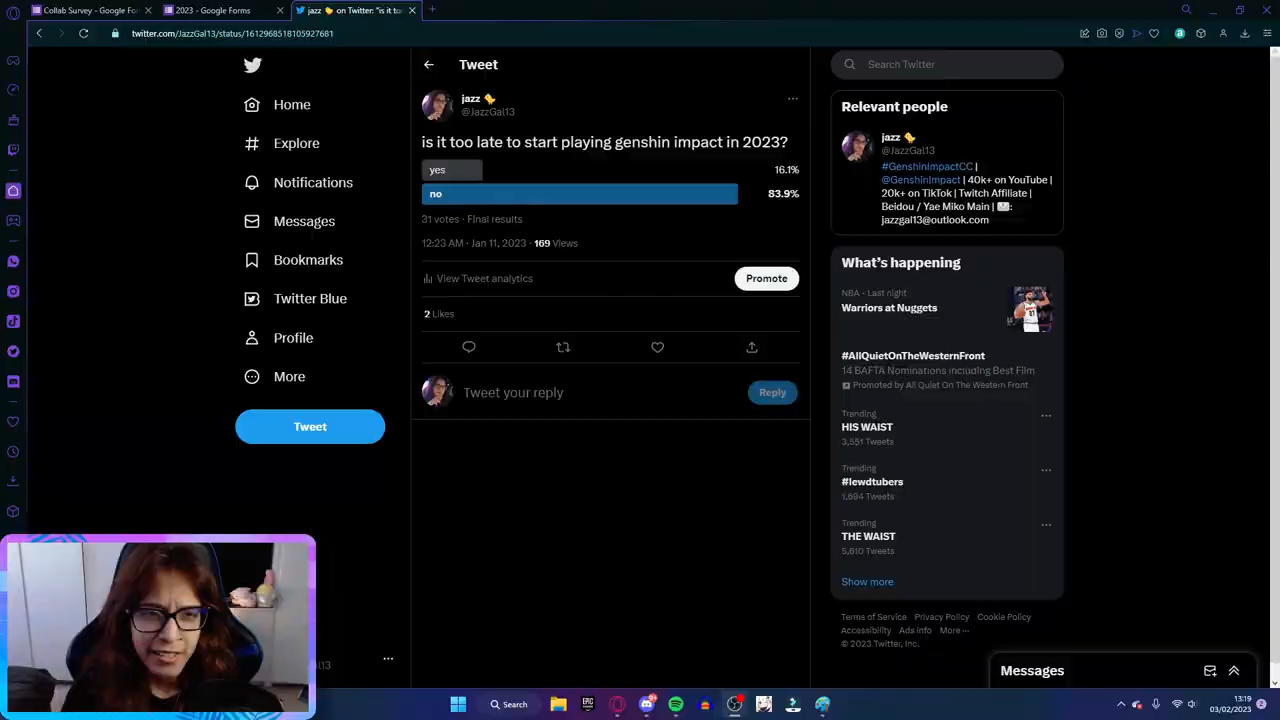 Collab Survey - Google For
2023 - Google Forms
jazz on Twitter: "is it too
twitter.com/JazzGal13/status/1612968518105927681
Home
Explore
Notifications
Messages
Bookmarks
Twitter Blue
Profile
More
Tweet
l13
Tweet
jazz
@JazzGal13
is it too late to start playing genshin impact in 2023?
yes 16.1%
no 83.9%
31 votes · Final results
12:23 AM · Jan 11, 2023 · 169 Views
View Tweet analytics
Promote
2 Likes
Tweet your reply
Reply
Search Twitter
Relevant people
jazz
@JazzGal13
#GenshinImpactCC |
@GenshinImpact | 40k+ on YouTube |
20k+ on TikTok | Twitch Affiliate |
Beidou / Yae Miko Main | :
jazzgal13@outlook.com
What's happening
NBA · Last night
Warriors at Nuggets
#AllQuietOnTheWesternFront
14 BAFTA Nominations including Best Film
Promoted by All Quiet On The Western Front
Trending
HIS WAIST
3,551 Tweets
Trending
#lewdtubers
1,694 Tweets
Trending
THE WAIST
5,610 Tweets
Show more
Terms of Service Privacy Policy Cookie Policy
Accessibility Ads info More ···
© 2023 Twitter, Inc.
Messages
Search
EPIC
13:19
03/02/2023